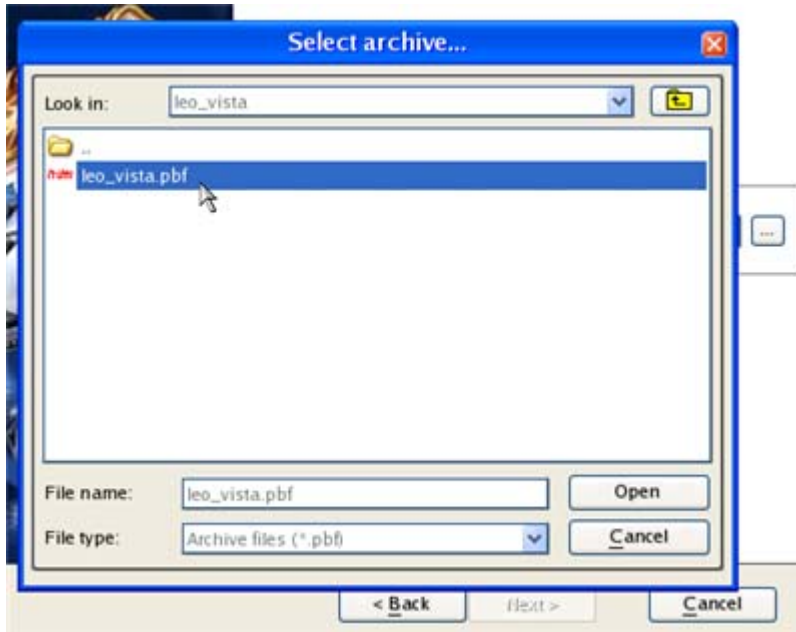 Select archive...
Look in: leo_vista
..
leo_vista.pbf
...
File name: leo_vista.pbf Open
File type: Archive files (*.pbf) Cancel
< Back Next > Cancel